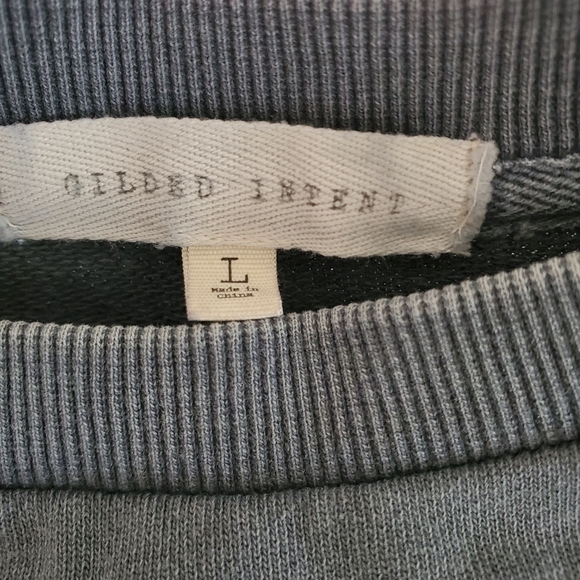 GILDED INTENT
L
Made in
China